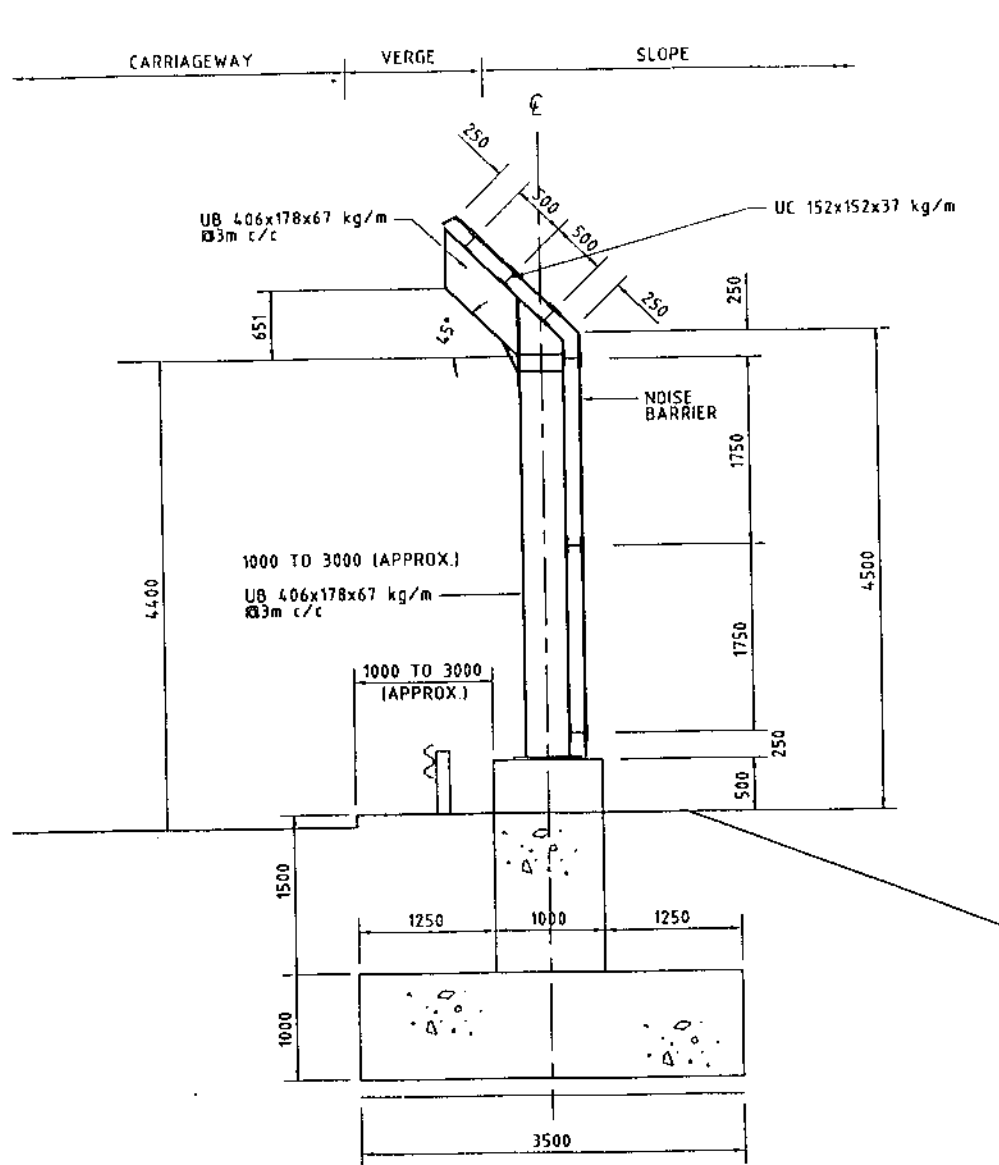 CARRIAGEWAY
VERGE
SLOPE
℄
250
500
500
250
UB 406x178x67 kg/m
@3m c/c
UC 152x152x37 kg/m
250
651
45°
NOISE
BARRIER
1750
4400
1000 TO 3000 (APPROX.)
UB 406x178x67 kg/m
@3m c/c
4500
1750
1000 TO 3000
(APPROX.)
250
500
1500
1250
1000
1250
1000
3500